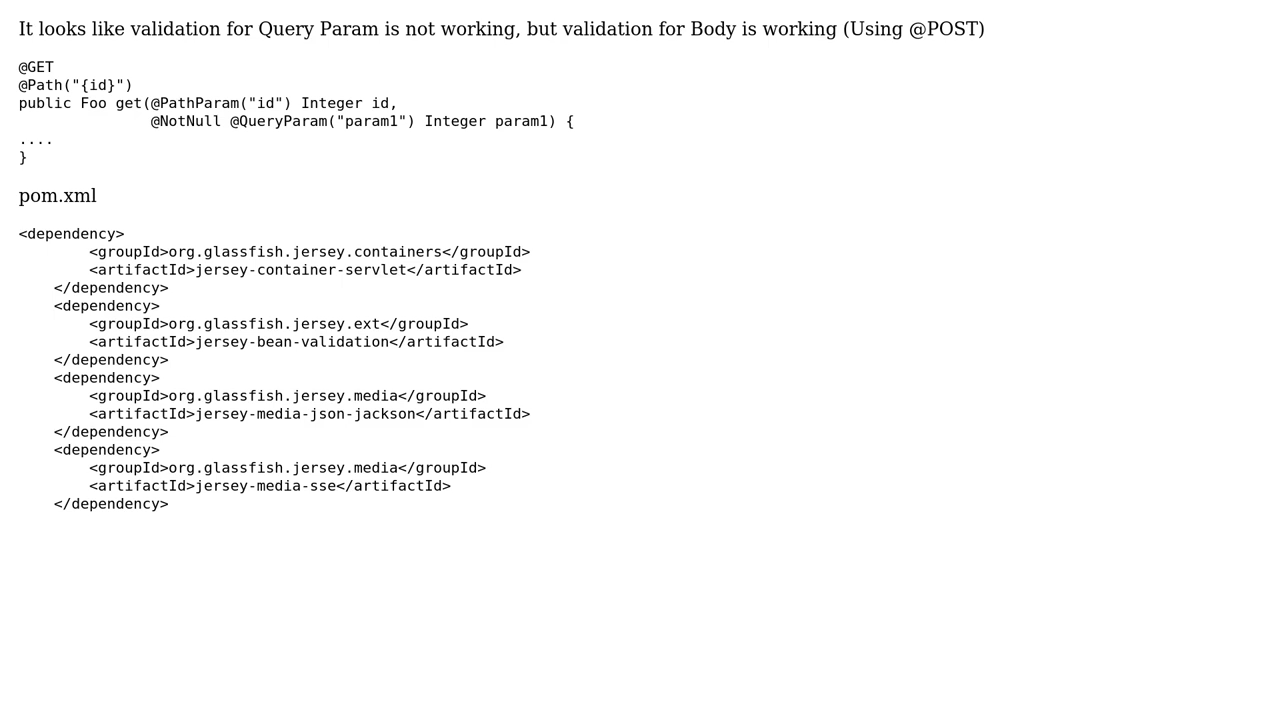 It looks like validation for Query Param is not working, but validation for Body is working (Using @POST)
@GET
@Path("{id}")
public Foo get(@PathParam("id") Integer id,
               @NotNull @QueryParam("param1") Integer param1) {
....
}
pom.xml
<dependency>
        <groupId>org.glassfish.jersey.containers</groupId>
        <artifactId>jersey-container-servlet</artifactId>
    </dependency>
    <dependency>
        <groupId>org.glassfish.jersey.ext</groupId>
        <artifactId>jersey-bean-validation</artifactId>
    </dependency>
    <dependency>
        <groupId>org.glassfish.jersey.media</groupId>
        <artifactId>jersey-media-json-jackson</artifactId>
    </dependency>
    <dependency>
        <groupId>org.glassfish.jersey.media</groupId>
        <artifactId>jersey-media-sse</artifactId>
    </dependency>